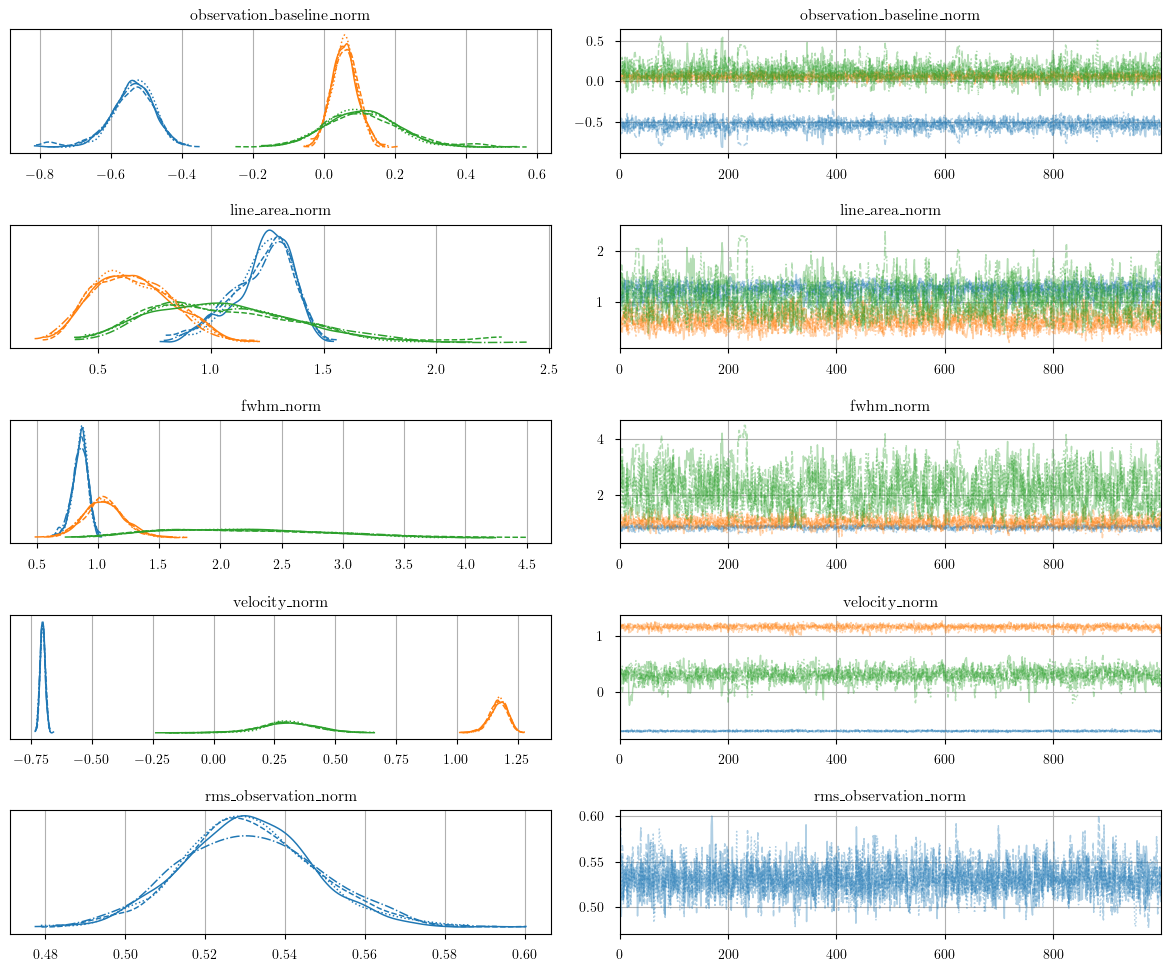 observation_baseline_norm
−0.8 −0.6 −0.4 −0.2 0.0 0.2 0.4 0.6
observation_baseline_norm
0.5
0.0
−0.5
0 200 400 600 800
line_area_norm
0.5 1.0 1.5 2.0 2.5
line_area_norm
2
1
0 200 400 600 800
fwhm_norm
0.5 1.0 1.5 2.0 2.5 3.0 3.5 4.0 4.5
fwhm_norm
4
2
0 200 400 600 800
velocity_norm
−0.75 −0.50 −0.25 0.00 0.25 0.50 0.75 1.00 1.25
velocity_norm
1
0
0 200 400 600 800
rms_observation_norm
0.48 0.50 0.52 0.54 0.56 0.58 0.60
rms_observation_norm
0.60
0.55
0.50
0 200 400 600 800